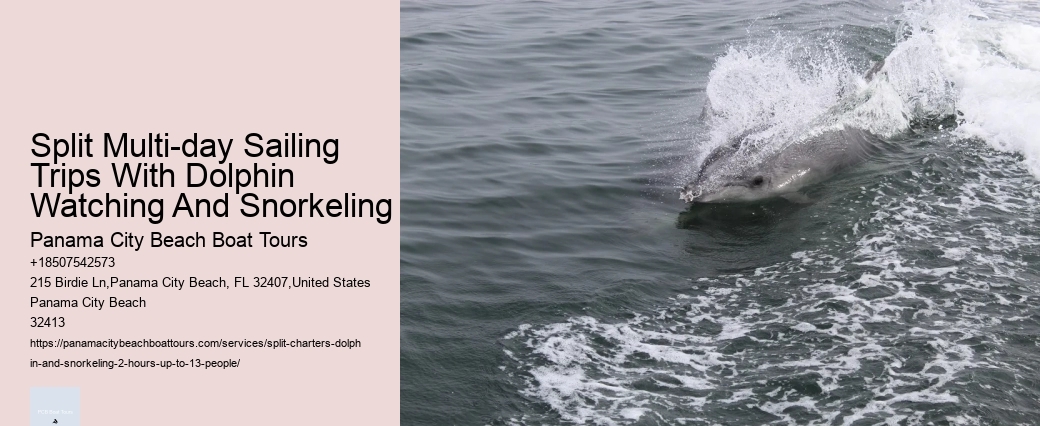 Split Multi-day Sailing
Trips With Dolphin
Watching And Snorkeling
Panama City Beach Boat Tours
+18507542573
215 Birdie Ln,Panama City Beach, FL 32407,United States
Panama City Beach
32413
https://panamacitybeachboattours.com/services/split-charters-dolph
in-and-snorkeling-2-hours-up-to-13-people/